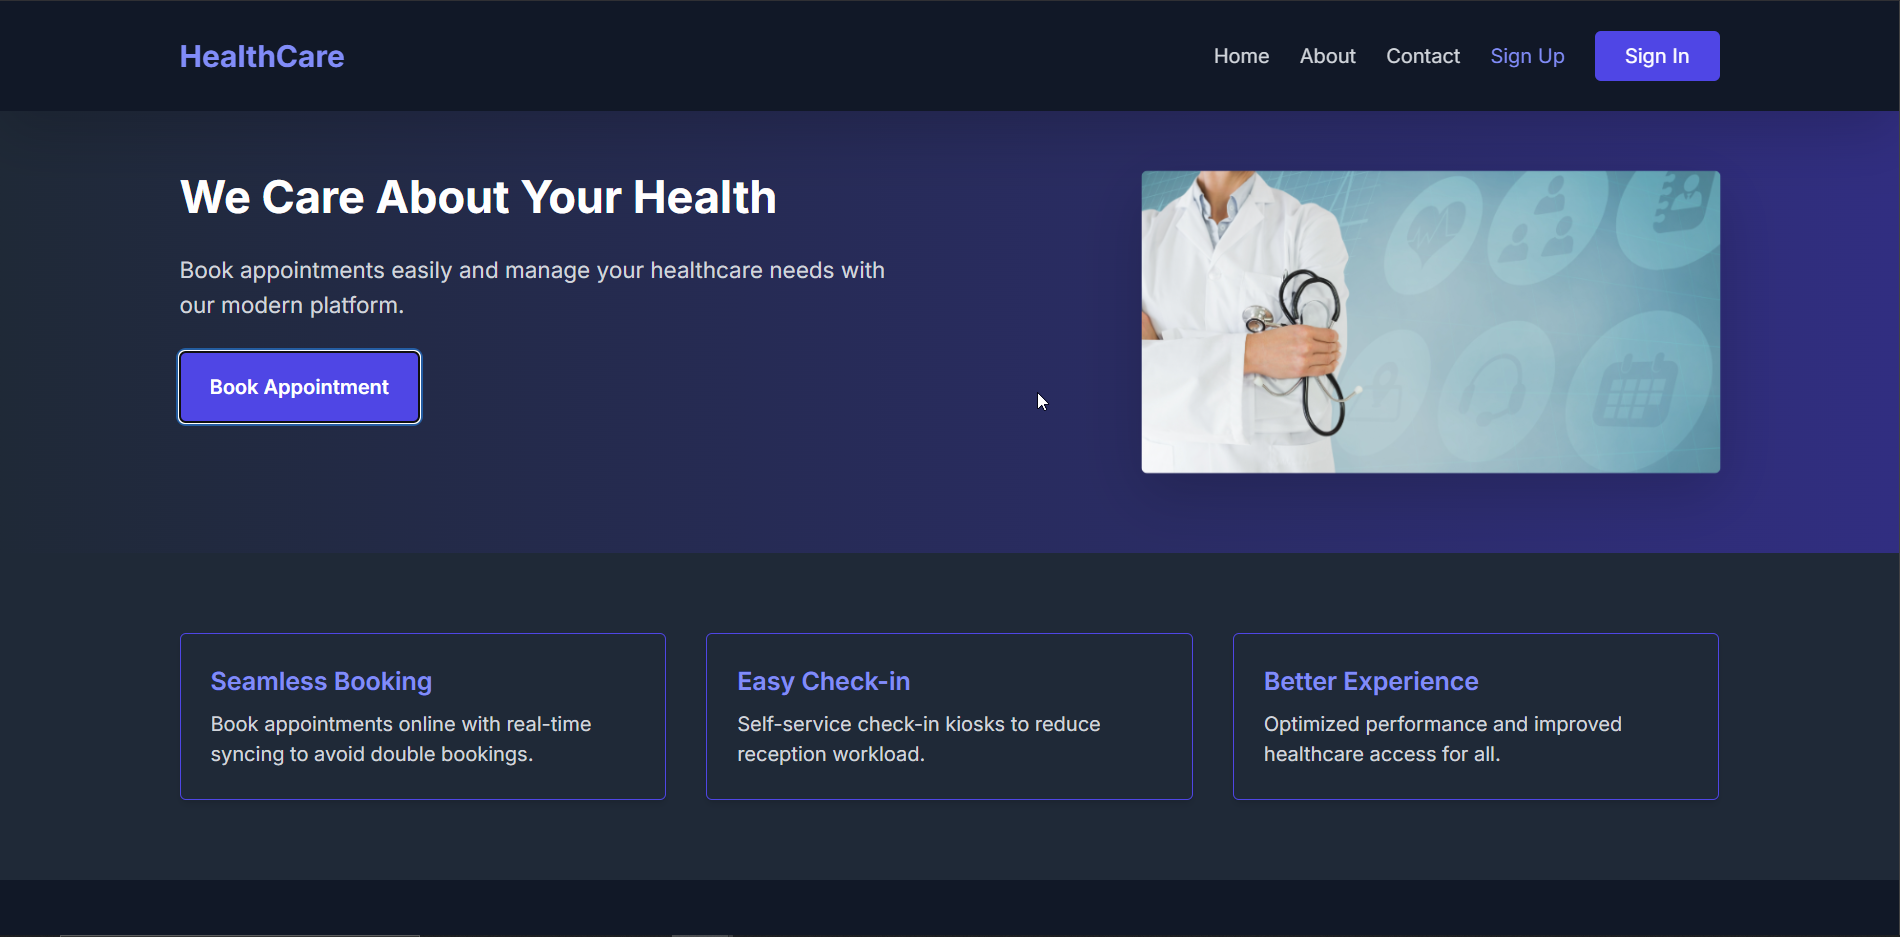 HealthCare
Home
About
Contact
Sign Up
Sign In
We Care About Your Health
Book appointments easily and manage your healthcare needs with
our modern platform.
Book Appointment
Seamless Booking
Book appointments online with real-time
syncing to avoid double bookings.
Easy Check-in
Self-service check-in kiosks to reduce
reception workload.
Better Experience
Optimized performance and improved
healthcare access for all.